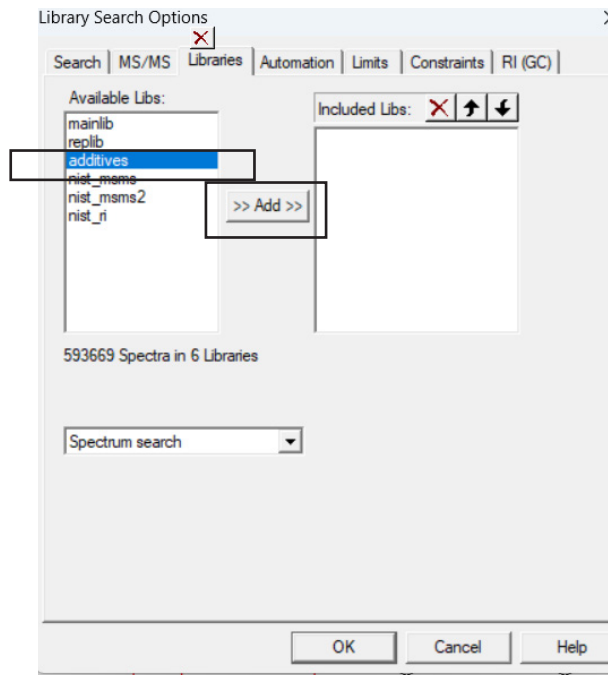 Library Search Options
Search MS/MS Libraries Automation Limits Constraints RI (GC)
Available Libs:
Included Libs:
mainlib
replib
additives
nist_msms
nist_msms2
nist_ri
>> Add >>
593669 Spectra in 6 Libraries
Spectrum search
OK Cancel Help